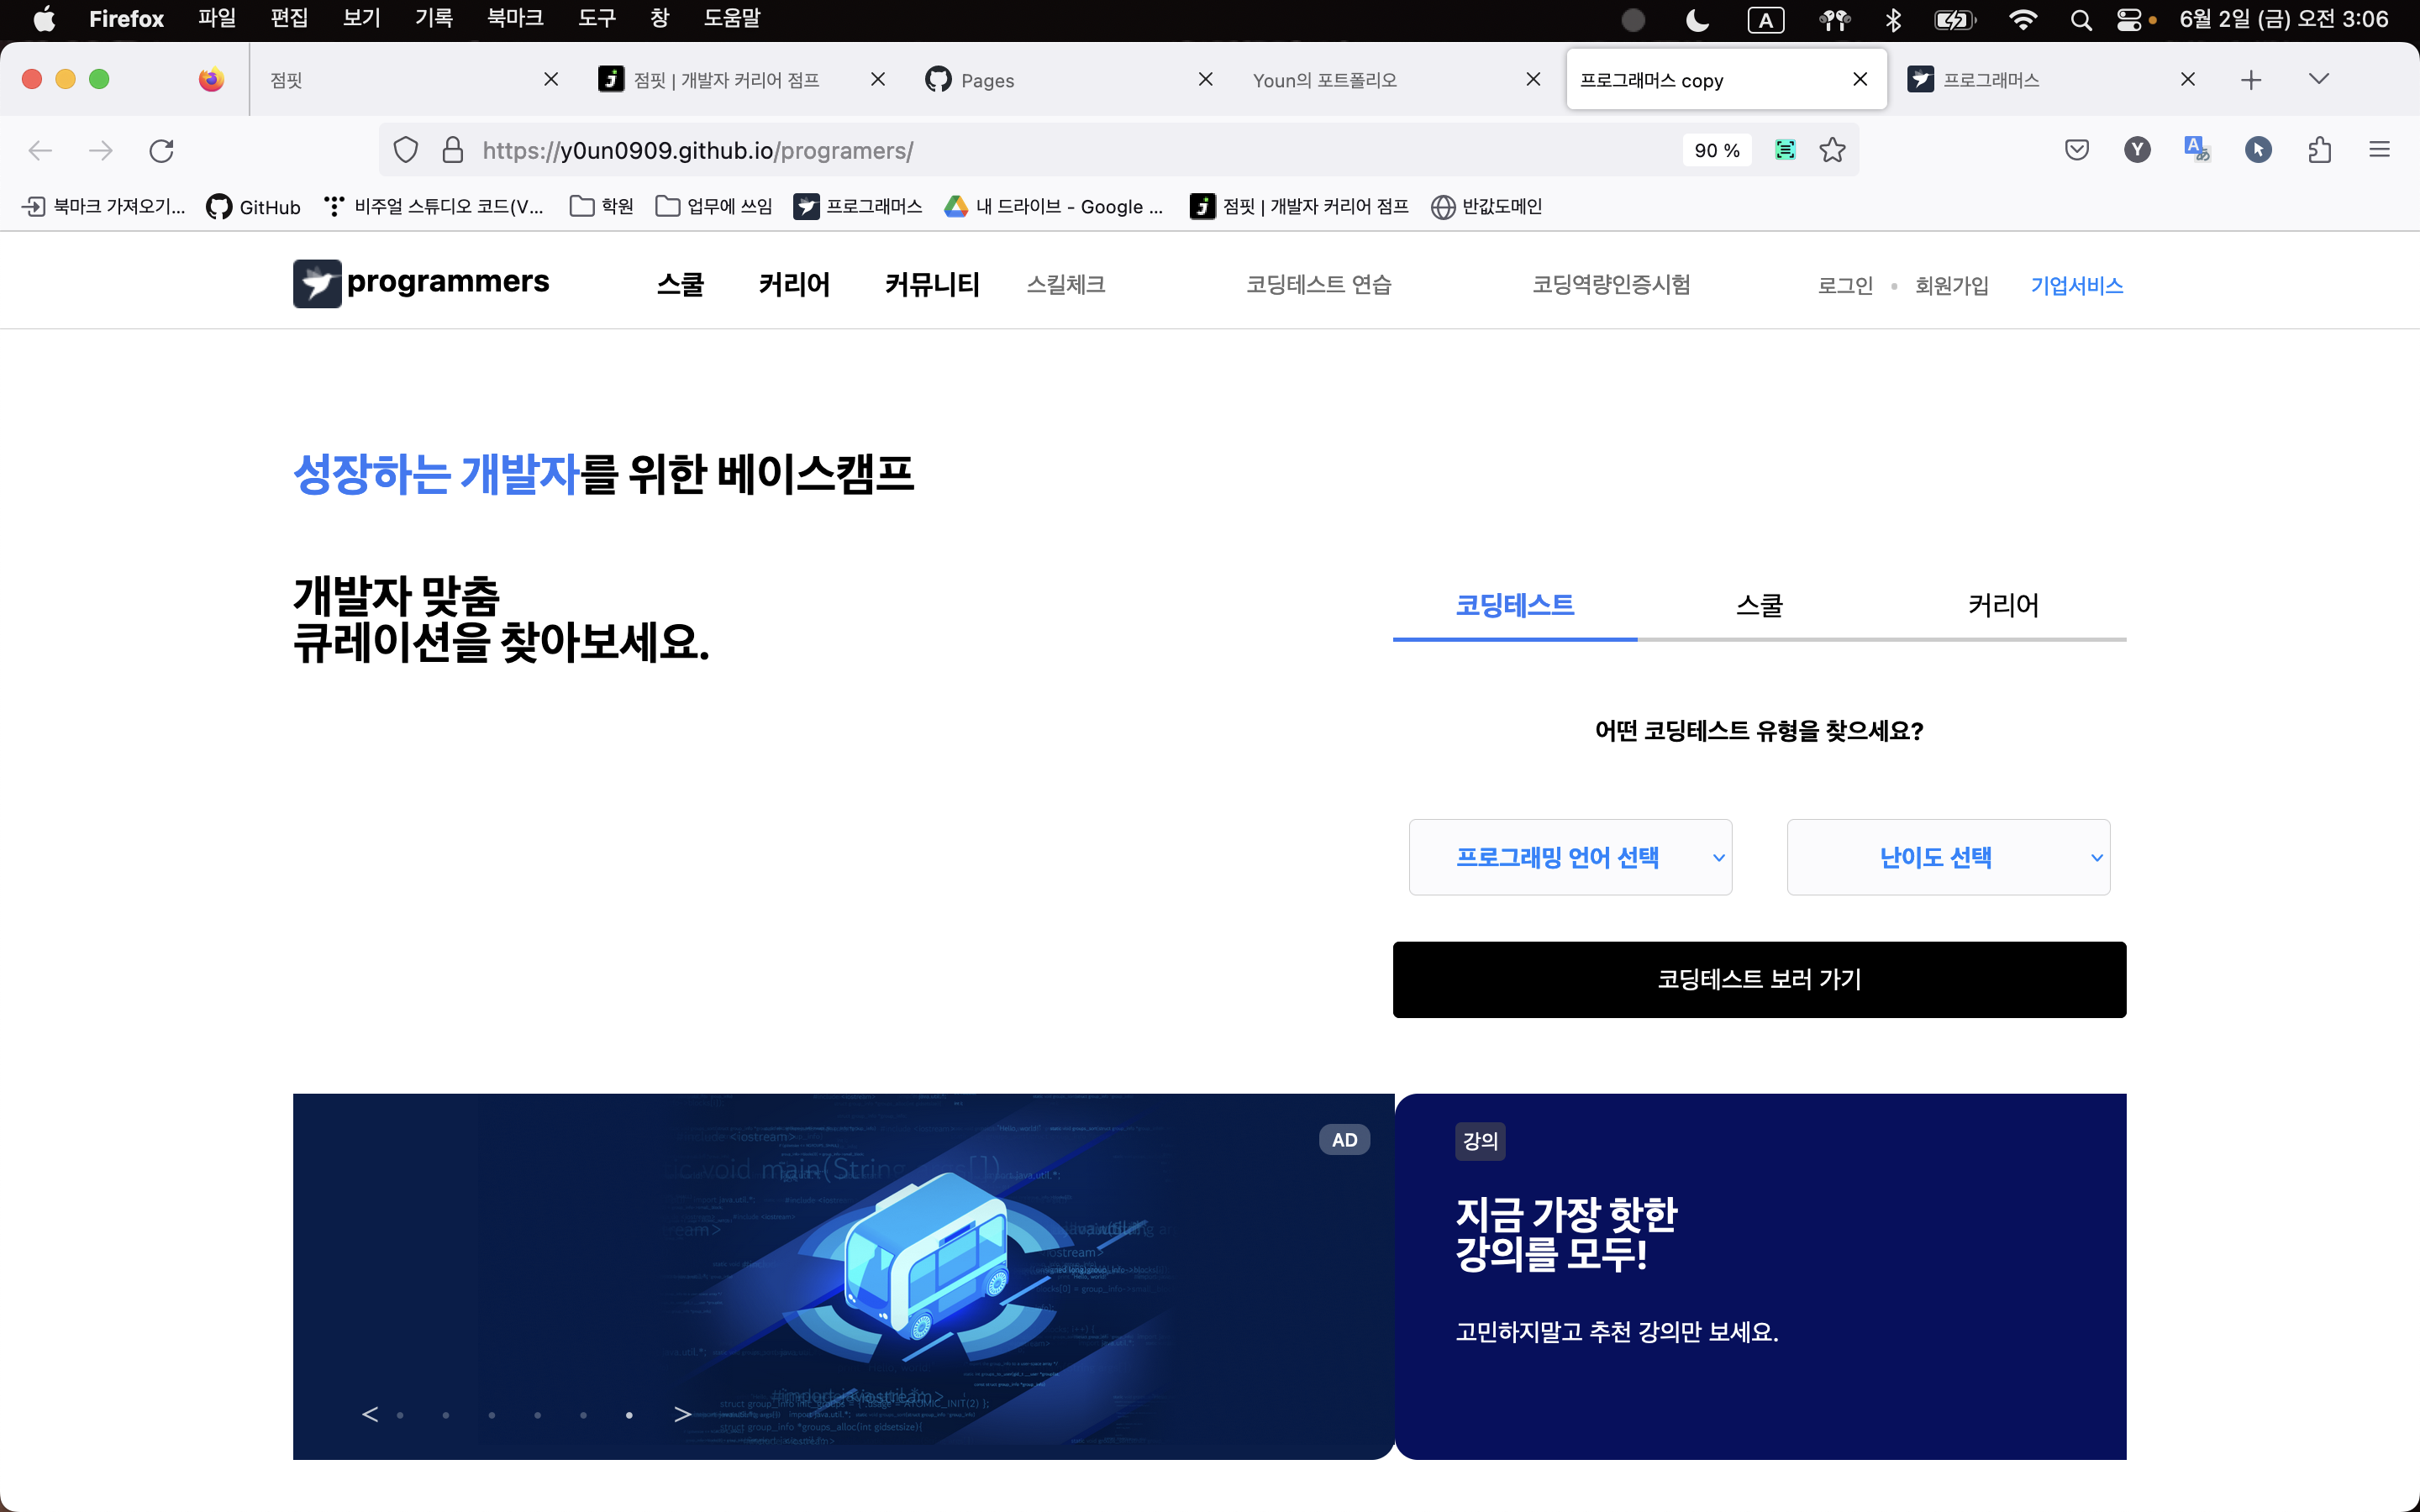 Firefox 파일 편집 보기 기록 북마크 도구 창 도움말 A 6월 2일 (금) 오전 3:06
점핏 점핏 | 개발자 커리어 점프 Pages Youn의 포트폴리오 프로그래머스 copy 프로그래머스
https://y0un0909.github.io/programers/ 90 % Y
북마크 가져오기... GitHub 비주얼 스튜디오 코드(V... 학원 업무에 쓰임 프로그래머스 내 드라이브 - Google ... 점핏 | 개발자 커리어 점프 반값도메인
programmers 스쿨 커리어 커뮤니티 스킬체크 코딩테스트 연습 코딩역량인증시험 로그인 • 회원가입 기업서비스
성장하는 개발자를 위한 베이스캠프
개발자 맞춤
큐레이션을 찾아보세요.
코딩테스트 스쿨 커리어
어떤 코딩테스트 유형을 찾으세요?
프로그래밍 언어 선택 난이도 선택
코딩테스트 보러 가기
AD
void main(String
< • • • • • • >
강의
지금 가장 핫한
강의를 모두!
고민하지말고 추천 강의만 보세요.